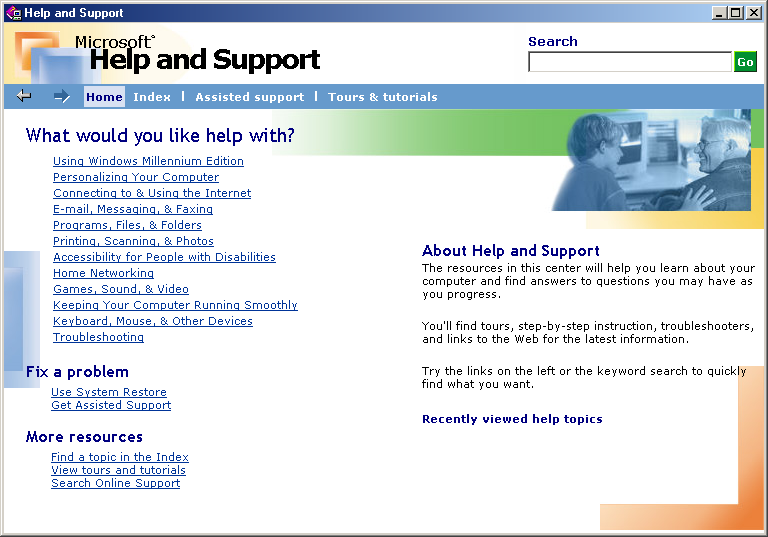 Help and Support
Microsoft®
Help and Support
Search
Go
Home Index | Assisted support | Tours & tutorials
What would you like help with?
Using Windows Millennium Edition
Personalizing Your Computer
Connecting to & Using the Internet
E-mail, Messaging, & Faxing
Programs, Files, & Folders
Printing, Scanning, & Photos
Accessibility for People with Disabilities
Home Networking
Games, Sound, & Video
Keeping Your Computer Running Smoothly
Keyboard, Mouse, & Other Devices
Troubleshooting
Fix a problem
Use System Restore
Get Assisted Support
More resources
Find a topic in the Index
View tours and tutorials
Search Online Support
About Help and Support
The resources in this center will help you learn about your
computer and find answers to questions you may have as
you progress.
You'll find tours, step-by-step instruction, troubleshooters,
and links to the Web for the latest information.
Try the links on the left or the keyword search to quickly
find what you want.
Recently viewed help topics